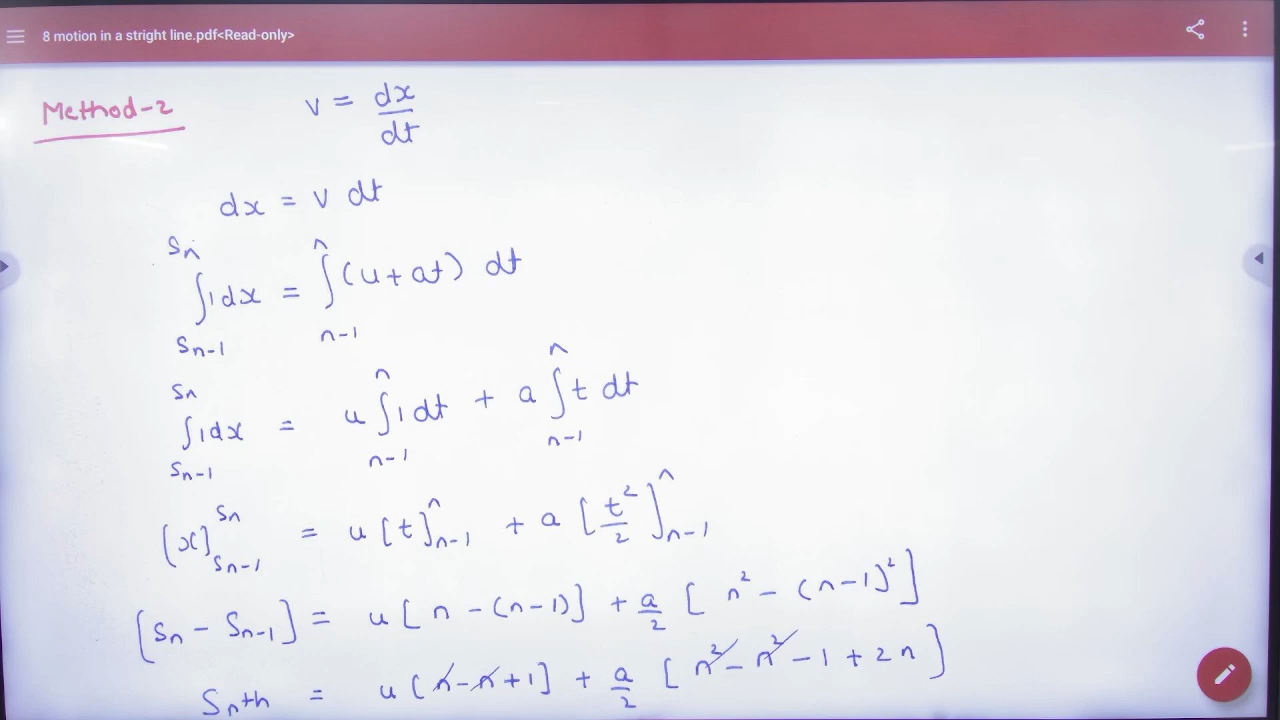 8 motion in a stright line.pdf<Read-only>
Method-2
v = dx/dt
dx = v dt
∫_{S_{n-1}}^{S_n} 1 dx = ∫_{n-1}^{n} (u + at) dt
∫_{S_{n-1}}^{S_n} 1 dx = u ∫_{n-1}^{n} 1 dt + a ∫_{n-1}^{n} t dt
[x]_{S_{n-1}}^{S_n} = u [t]_{n-1}^{n} + a [t²/2]_{n-1}^{n}
[S_n - S_{n-1}] = u [n - (n-1)] + a/2 [n² - (n-1)²]
S_{nth} = u [n - n + 1] + a/2 [n² - n² - 1 + 2n]